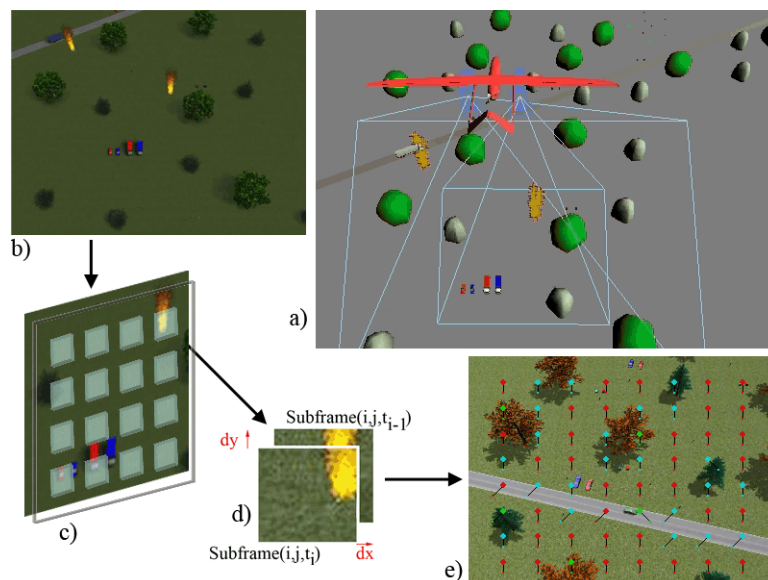 b)
a)
c)
Subframe(i,j,t_{i-1})
dy
d)
Subframe(i,j,t_i)
dx
e)